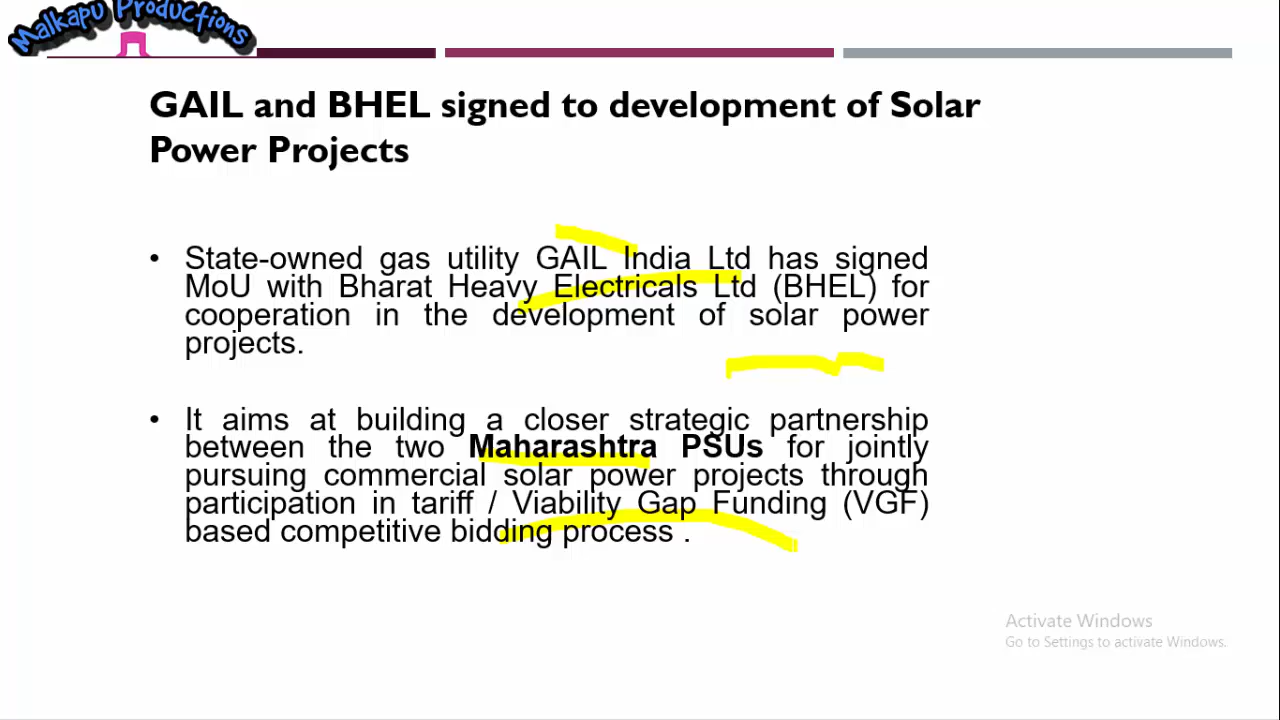 Malkapu Productions
GAIL and BHEL signed to development of Solar
Power Projects
• State-owned gas utility GAIL India Ltd has signed
MoU with Bharat Heavy Electricals Ltd (BHEL) for
cooperation in the development of solar power
projects.
• It aims at building a closer strategic partnership
between the two Maharashtra PSUs for jointly
pursuing commercial solar power projects through
participation in tariff / Viability Gap Funding (VGF)
based competitive bidding process .
Activate Windows
Go to Settings to activate Windows.